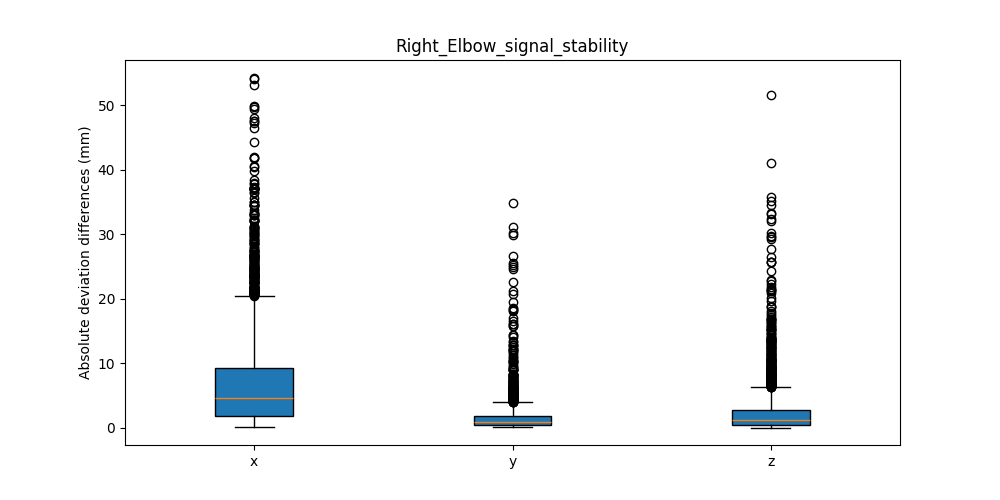 Right_Elbow_signal_stability
Absolute deviation differences (mm)
50
40
30
20
10
0
x
y
z